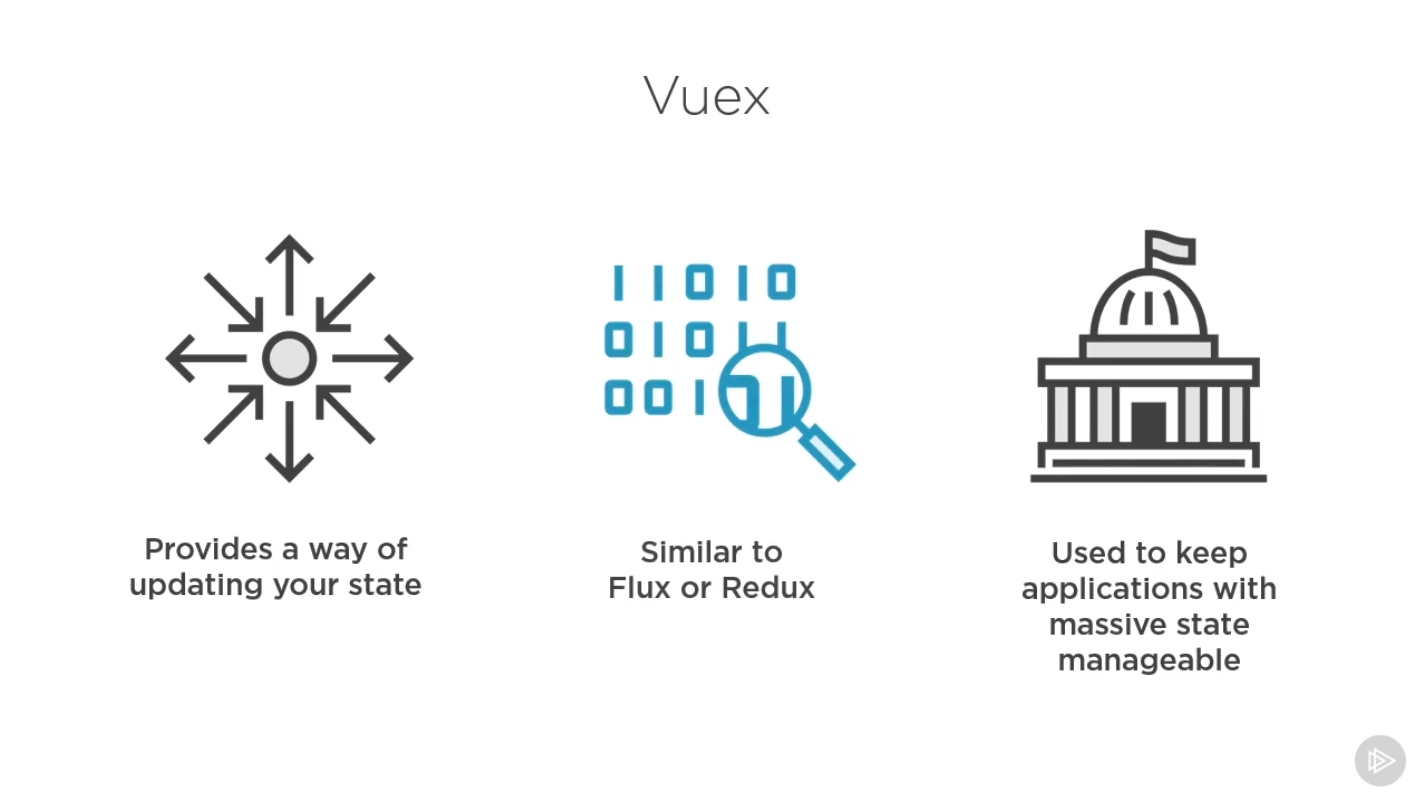 Vuex
11010
01011
001
Provides a way of
updating your state
Similar to
Flux or Redux
Used to keep
applications with
massive state
manageable